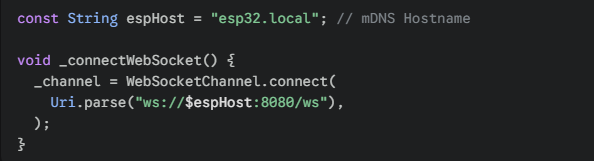 const String espHost = "esp32.local"; // mDNS Hostname
void _connectWebSocket() {
_channel = WebSocketChannel.connect(
Uri.parse("ws://$espHost:8080/ws"),
);
}